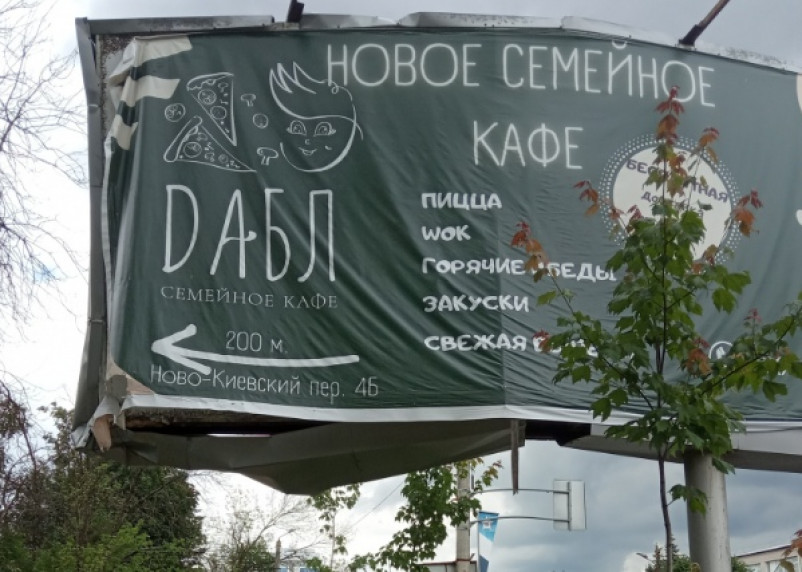 НОВОЕ СЕМЕЙНОЕ
КАФЕ
DАБЛ
СЕМЕЙНОЕ КАФЕ
200 м.
Ново-Киевский пер. 4Б
ПИЦЦА
WOK
ГОРЯЧИЕ ОБЕДЫ
ЗАКУСКИ
СВЕЖАЯ